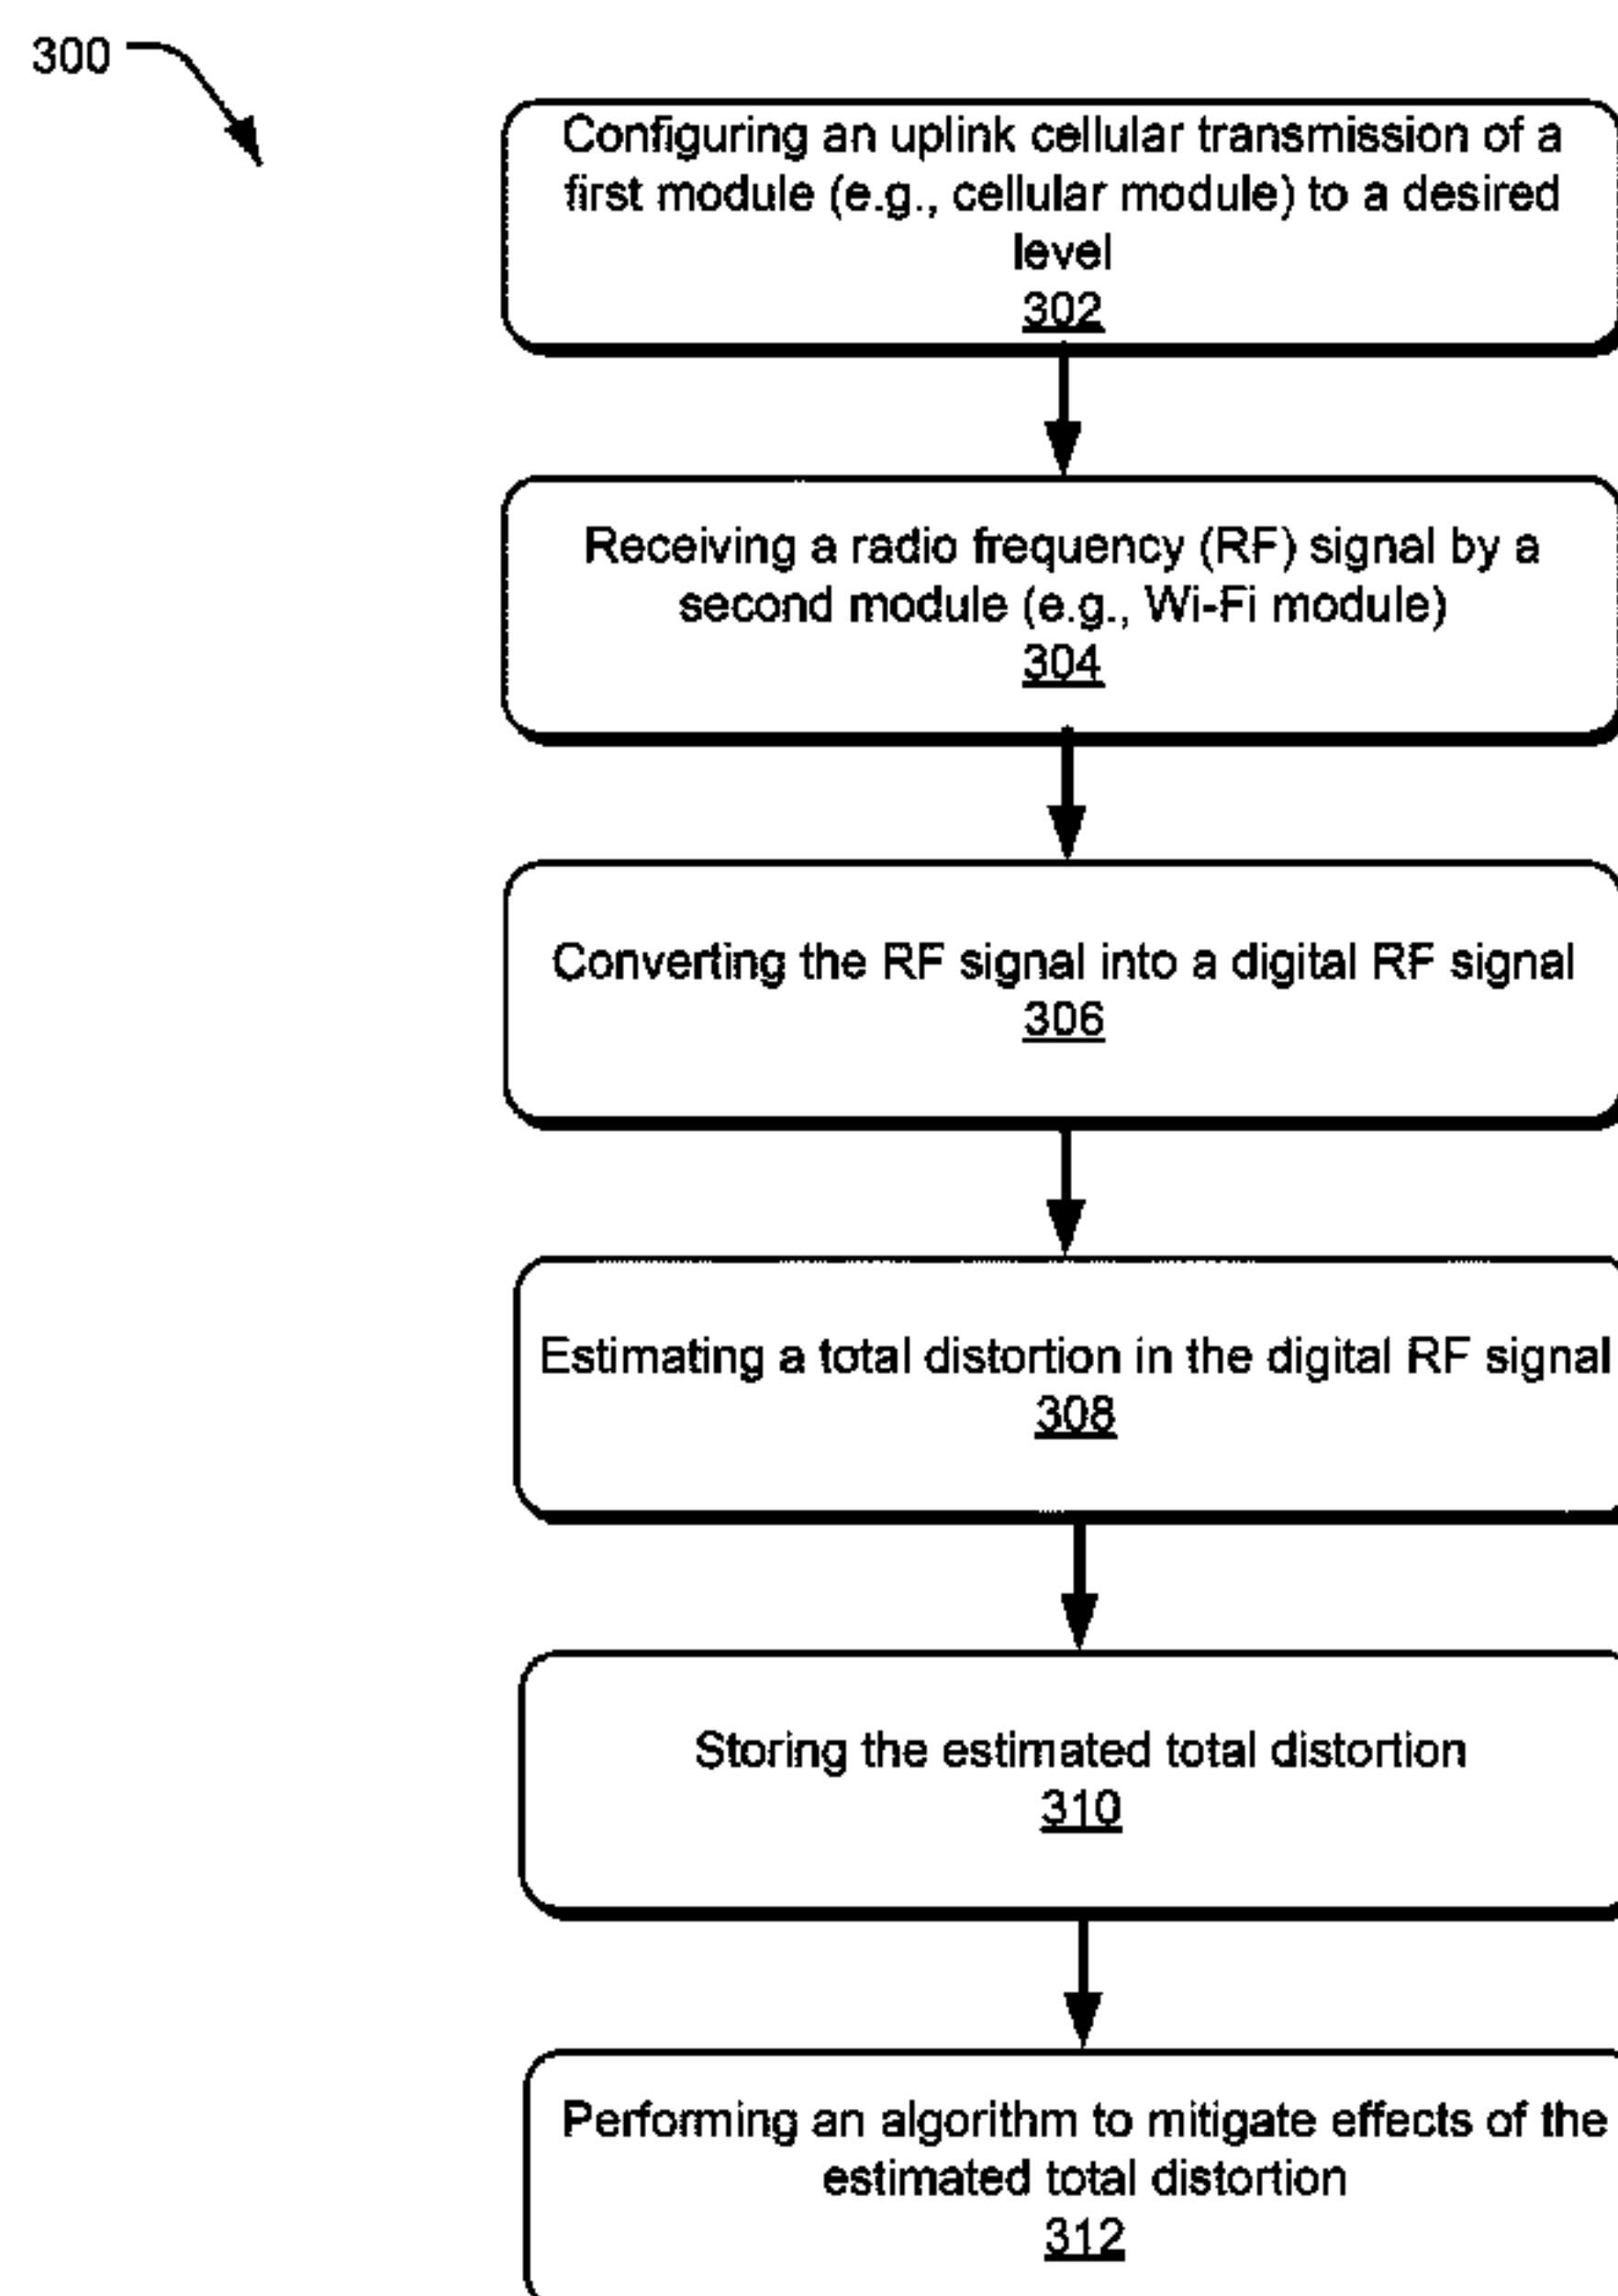 300
Configuring an uplink cellular transmission of a
first module (e.g., cellular module) to a desired
level
302
Receiving a radio frequency (RF) signal by a
second module (e.g., Wi-Fi module)
304
Converting the RF signal into a digital RF signal
306
Estimating a total distortion in the digital RF signal
308
Storing the estimated total distortion
310
Performing an algorithm to mitigate effects of the
estimated total distortion
312